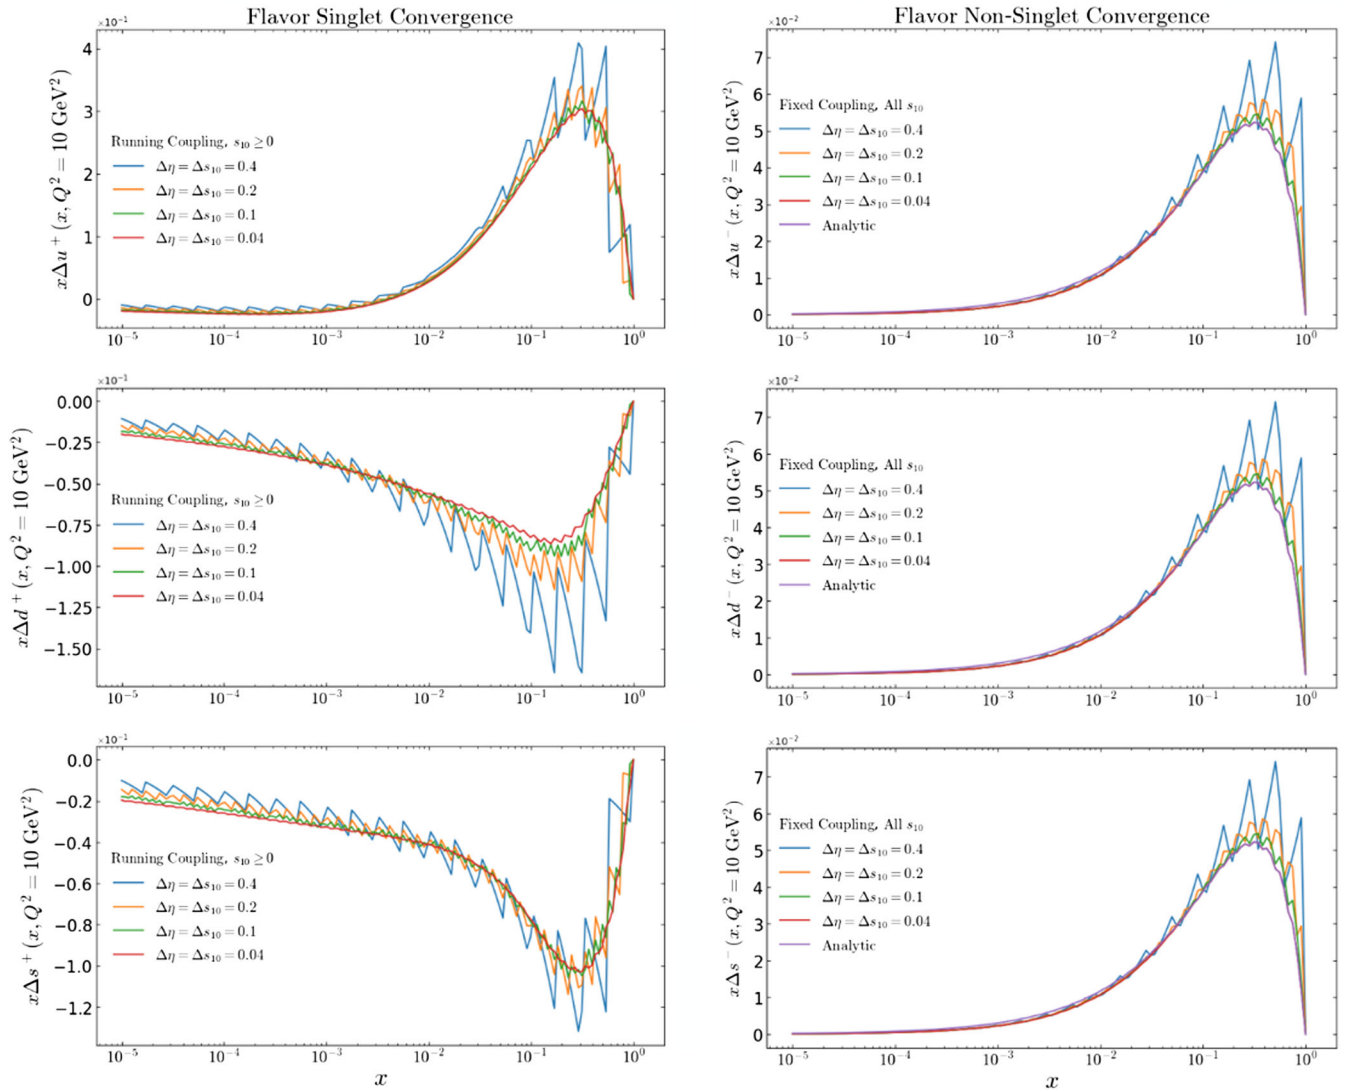 Flavor Singlet Convergence
×10⁻¹
xΔu⁺(x, Q² = 10 GeV²)
4
3
2
1
0
Running Coupling, s₁₀ ≥ 0
Δη = Δs₁₀ = 0.4
Δη = Δs₁₀ = 0.2
Δη = Δs₁₀ = 0.1
Δη = Δs₁₀ = 0.04
10⁻⁵ 10⁻⁴ 10⁻³ 10⁻² 10⁻¹ 10⁰
Flavor Non-Singlet Convergence
×10⁻²
xΔu⁻(x, Q² = 10 GeV²)
7
6
5
4
3
2
1
0
Fixed Coupling, All s₁₀
Δη = Δs₁₀ = 0.4
Δη = Δs₁₀ = 0.2
Δη = Δs₁₀ = 0.1
Δη = Δs₁₀ = 0.04
Analytic
10⁻⁵ 10⁻⁴ 10⁻³ 10⁻² 10⁻¹ 10⁰
×10⁻¹
xΔd⁺(x, Q² = 10 GeV²)
0.00
−0.25
−0.50
−0.75
−1.00
−1.25
−1.50
Running Coupling, s₁₀ ≥ 0
Δη = Δs₁₀ = 0.4
Δη = Δs₁₀ = 0.2
Δη = Δs₁₀ = 0.1
Δη = Δs₁₀ = 0.04
10⁻⁵ 10⁻⁴ 10⁻³ 10⁻² 10⁻¹ 10⁰
×10⁻²
xΔd⁻(x, Q² = 10 GeV²)
7
6
5
4
3
2
1
0
Fixed Coupling, All s₁₀
Δη = Δs₁₀ = 0.4
Δη = Δs₁₀ = 0.2
Δη = Δs₁₀ = 0.1
Δη = Δs₁₀ = 0.04
Analytic
10⁻⁵ 10⁻⁴ 10⁻³ 10⁻² 10⁻¹ 10⁰
×10⁻¹
xΔs⁺(x, Q² = 10 GeV²)
0.0
−0.2
−0.4
−0.6
−0.8
−1.0
−1.2
Running Coupling, s₁₀ ≥ 0
Δη = Δs₁₀ = 0.4
Δη = Δs₁₀ = 0.2
Δη = Δs₁₀ = 0.1
Δη = Δs₁₀ = 0.04
10⁻⁵ 10⁻⁴ 10⁻³ 10⁻² 10⁻¹ 10⁰
x
×10⁻²
xΔs⁻(x, Q² = 10 GeV²)
7
6
5
4
3
2
1
0
Fixed Coupling, All s₁₀
Δη = Δs₁₀ = 0.4
Δη = Δs₁₀ = 0.2
Δη = Δs₁₀ = 0.1
Δη = Δs₁₀ = 0.04
Analytic
10⁻⁵ 10⁻⁴ 10⁻³ 10⁻² 10⁻¹ 10⁰
x